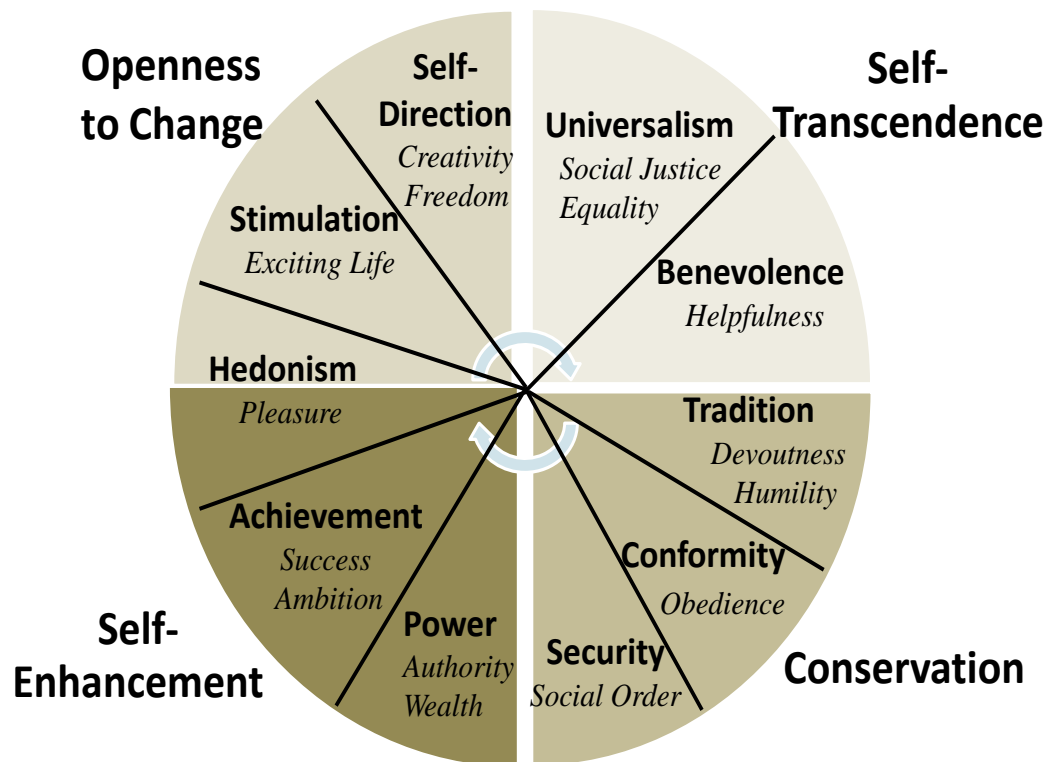 Openness
to Change
Self-
Direction
Creativity
Freedom
Stimulation
Exciting Life
Hedonism
Pleasure
Self-
Transcendence
Universalism
Social Justice
Equality
Benevolence
Helpfulness
Tradition
Devoutness
Humility
Conformity
Obedience
Security
Social Order
Conservation
Achievement
Success
Ambition
Power
Authority
Wealth
Self-
Enhancement